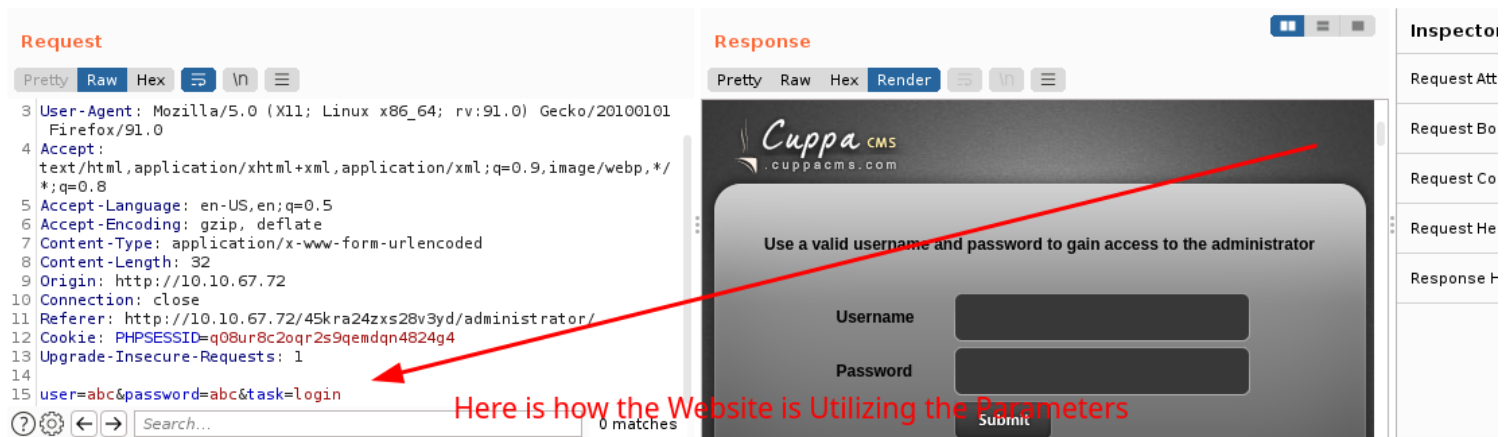 Request
Pretty Raw Hex \n
3 User-Agent: Mozilla/5.0 (X11; Linux x86_64; rv:91.0) Gecko/20100101
Firefox/91.0
4 Accept:
text/html,application/xhtml+xml,application/xml;q=0.9,image/webp,*/
*;q=0.8
5 Accept-Language: en-US,en;q=0.5
6 Accept-Encoding: gzip, deflate
7 Content-Type: application/x-www-form-urlencoded
8 Content-Length: 32
9 Origin: http://10.10.67.72
10 Connection: close
11 Referer: http://10.10.67.72/45kra24zxs28v3yd/administrator/
12 Cookie: PHPSESSID=q08ur8c2oqr2s9qemdqn4824g4
13 Upgrade-Insecure-Requests: 1
14
15 user=abc&password=abc&task=login
Search...
0 matches
Response
Pretty Raw Hex Render \n
Cuppa CMS
.cuppacms.com
Use a valid username and password to gain access to the administrator
Username
Password
Submit
Here is how the Website is Utilizing the Parameters
Inspector
Request Att
Request Bo
Request Co
Request He
Response H